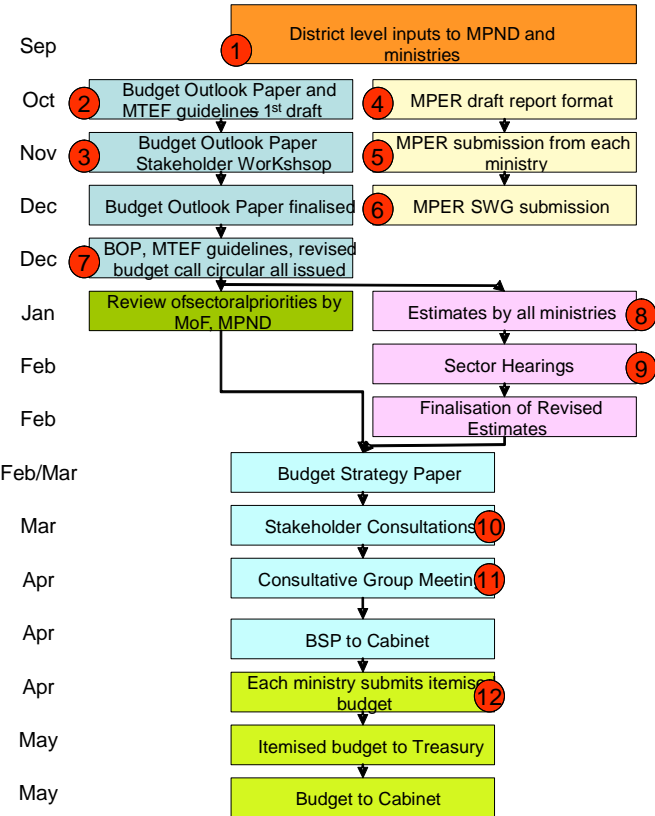 Sep
1
District level inputs to MPND and
ministries
Oct
2
Budget Outlook Paper and
MTEF guidelines 1st draft
4
MPER draft report format
Nov
3
Budget Outlook Paper
Stakeholder WorKshsop
5
MPER submission from each
ministry
Dec
Budget Outlook Paper finalised
6
MPER SWG submission
Dec
7
BOP, MTEF guidelines, revised
budget call circular all issued
Jan
Review ofsectoralpriorities by
MoF, MPND
Estimates by all ministries
8
Feb
Sector Hearings
9
Feb
Finalisation of Revised
Estimates
Feb/Mar
Budget Strategy Paper
Mar
Stakeholder Consultations
10
Apr
Consultative Group Meeting
11
Apr
BSP to Cabinet
Apr
Each ministry submits itemised
budget
12
May
Itemised budget to Treasury
May
Budget to Cabinet